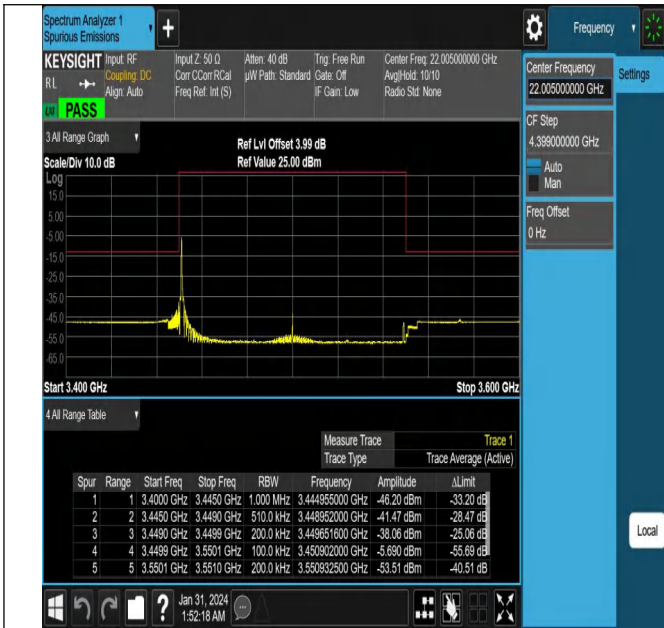 Spectrum Analyzer 1
Spurious Emissions
Frequency
KEYSIGHT Input: RF Input Z: 50 Ω Atten: 40 dB Trig: Free Run Center Freq: 22.005000000 GHz
RL Coupling: DC Corr CCorr RCal µW Path: Standard Gate: Off Avg|Hold: 10/10
Align: Auto Freq Ref: Int (S) IF Gain: Low Radio Std: None
PASS
Center Frequency
22.005000000 GHz
Settings
CF Step
4.399000000 GHz
Auto
Man
Freq Offset
0 Hz
3 All Range Graph
Ref Lvl Offset 3.99 dB
Scale/Div 10.0 dB Ref Value 25.00 dBm
Log
15.0
5.00
-5.00
-15.0
-25.0
-35.0
-45.0
-55.0
-65.0
Start 3.400 GHz Stop 3.600 GHz
4 All Range Table
Measure Trace Trace 1
Trace Type Trace Average (Active)
Spur Range Start Freq Stop Freq RBW Frequency Amplitude ΔLimit
1 1 3.4000 GHz 3.4450 GHz 1.000 MHz 3.444955000 GHz -46.20 dBm -33.20 dB
2 2 3.4450 GHz 3.4490 GHz 510.0 kHz 3.448952000 GHz -41.47 dBm -28.47 dB
3 3 3.4490 GHz 3.4499 GHz 200.0 kHz 3.449651600 GHz -38.06 dBm -25.06 dB
4 4 3.4499 GHz 3.5501 GHz 100.0 kHz 3.450902000 GHz -5.690 dBm -55.69 dB
5 5 3.5501 GHz 3.5510 GHz 200.0 kHz 3.550932500 GHz -53.51 dBm -40.51 dB
Local
Jan 31, 2024
1:52:18 AM